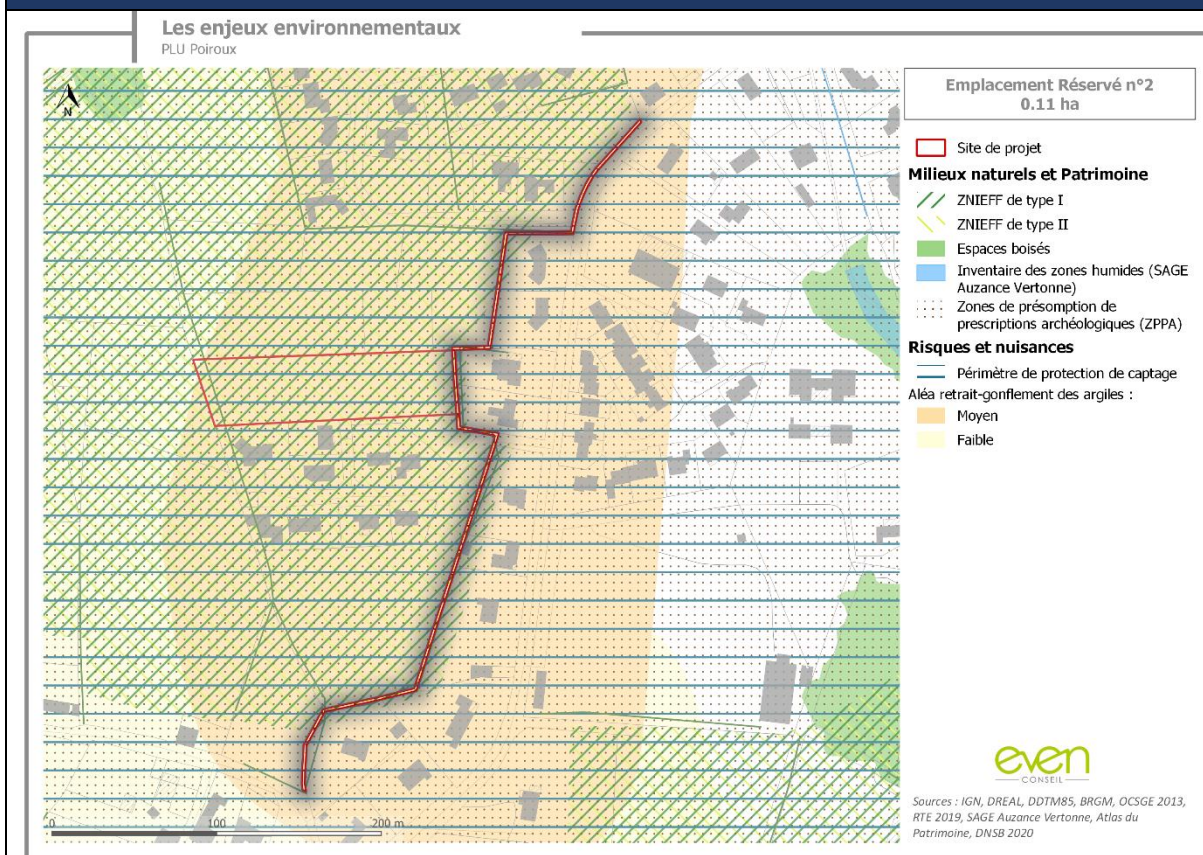 Les enjeux environnementaux
PLU Poiroux
N
0 100 200 m
Emplacement Réservé n°2
0.11 ha
Site de projet
Milieux naturels et Patrimoine
ZNIEFF de type I
ZNIEFF de type II
Espaces boisés
Inventaire des zones humides (SAGE
Auzance Vertonne)
Zones de présomption de
prescriptions archéologiques (ZPPA)
Risques et nuisances
Périmètre de protection de captage
Aléa retrait-gonflement des argiles :
Moyen
Faible
even
CONSEIL
Sources : IGN, DREAL, DDTM85, BRGM, OCSGE 2013,
RTE 2019, SAGE Auzance Vertonne, Atlas du
Patrimoine, DNSB 2020